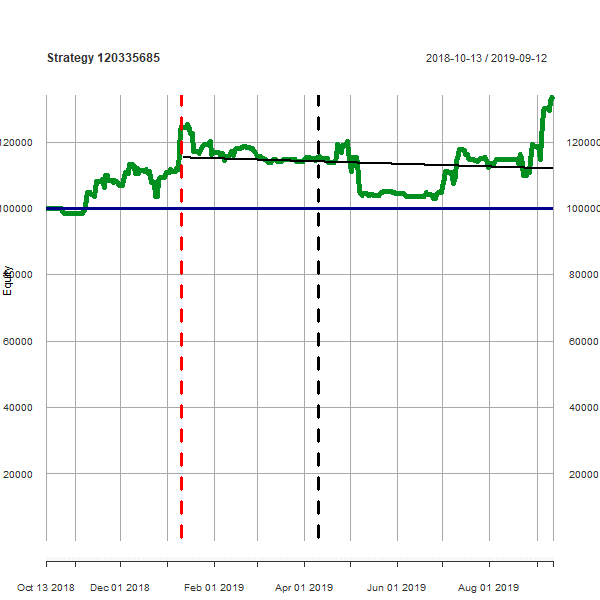 Strategy 120335685
2018-10-13 / 2019-09-12
120000
120000
100000
100000
80000
80000
Equity
60000
60000
40000
40000
20000
20000
Oct 13 2018
Dec 01 2018
Feb 01 2019
Apr 01 2019
Jun 01 2019
Aug 01 2019